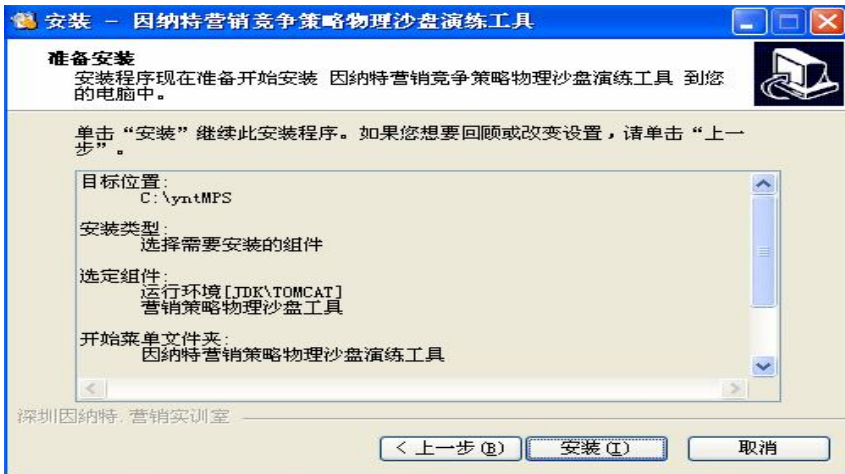 安装 - 因纳特营销竞争策略物理沙盘演练工具
准备安装
安装程序现在准备开始安装 因纳特营销竞争策略物理沙盘演练工具 到您
的电脑中。
单击“安装”继续此安装程序。如果您想要回顾或改变设置，请单击“上一
步”。
目标位置:
C:\yntMPS
安装类型:
选择需要安装的组件
选定组件:
运行环境[JDK\TOMCAT]
营销策略物理沙盘工具
开始菜单文件夹:
因纳特营销策略物理沙盘演练工具
深圳因纳特.营销实训室
< 上一步(B)
安装(I)
取消